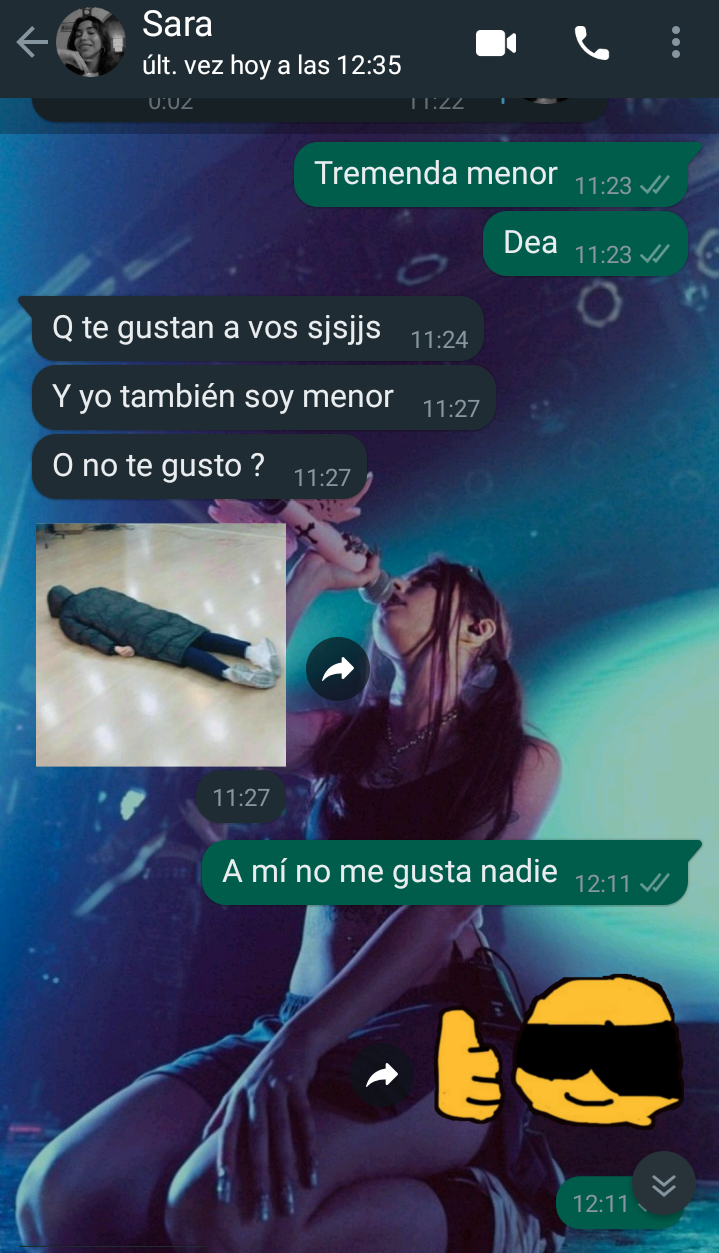 Sara
últ. vez hoy a las 12:35
0:02 11:22
Tremenda menor 11:23
Dea 11:23
Q te gustan a vos sjsjjs 11:24
Y yo también soy menor 11:27
O no te gusto ? 11:27
11:27
A mí no me gusta nadie 12:11
12:11